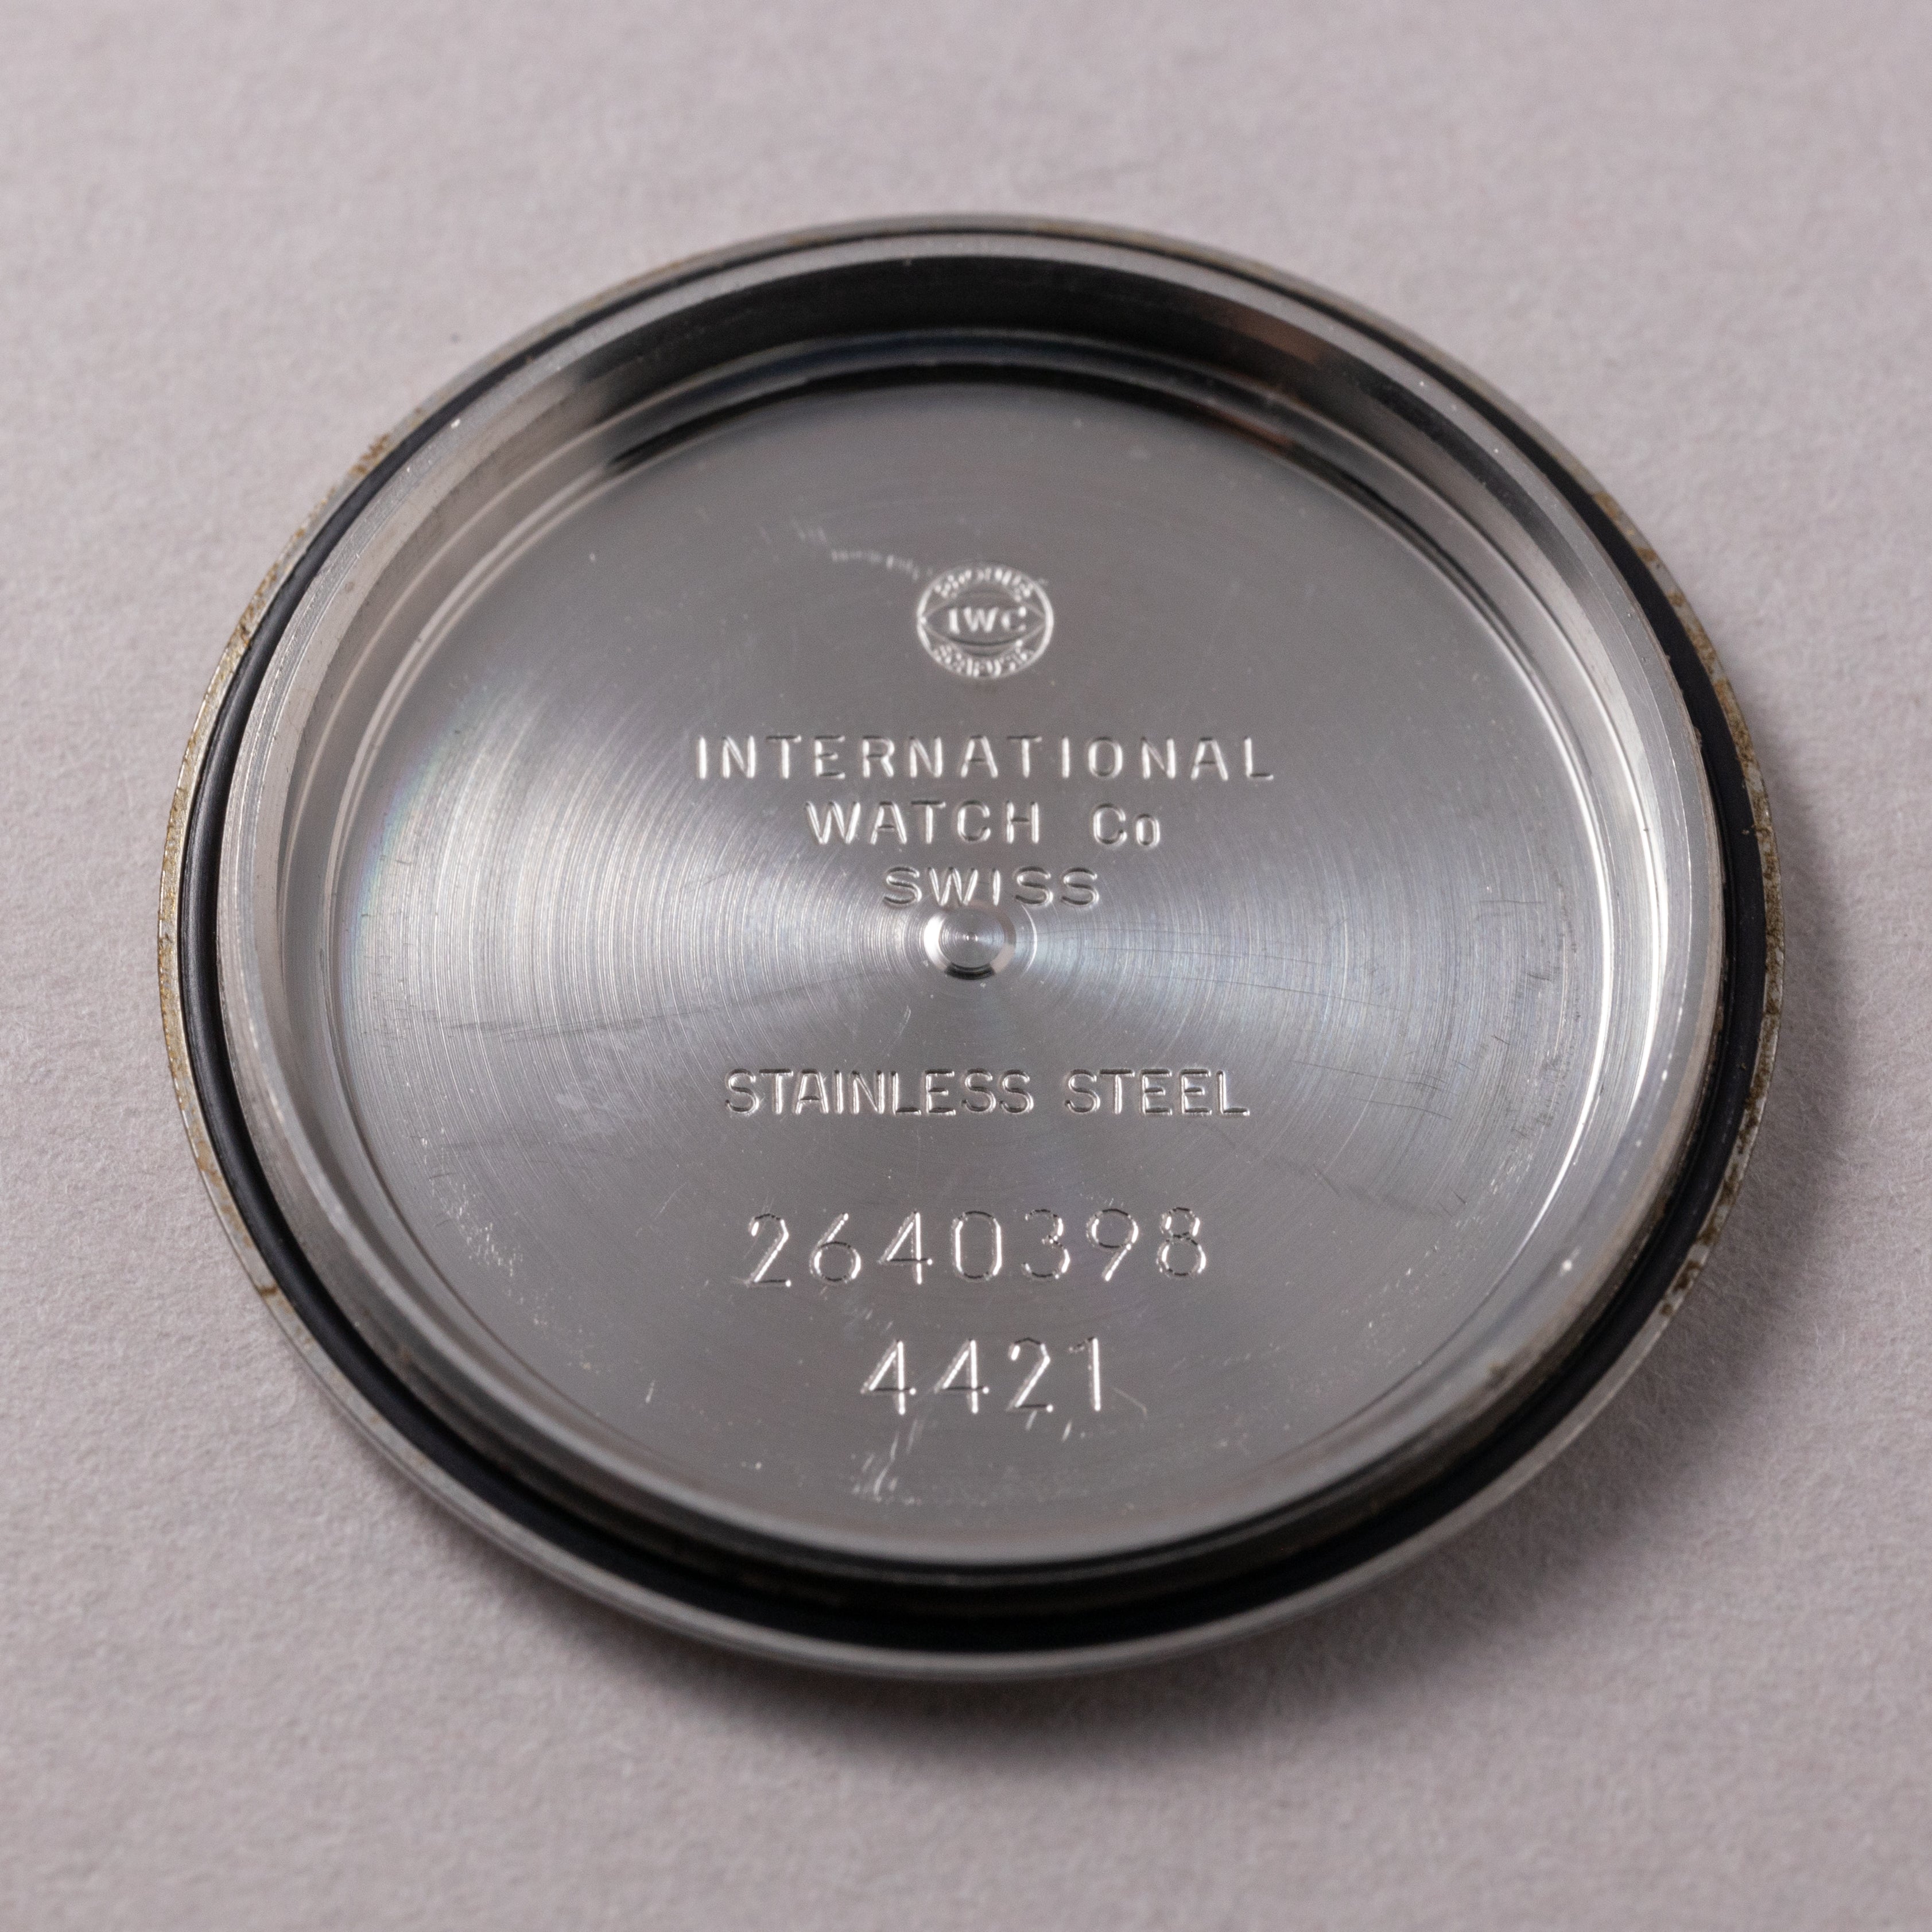 IWC
INTERNATIONAL
WATCH Co
SWISS
STAINLESS STEEL
2640398
4421